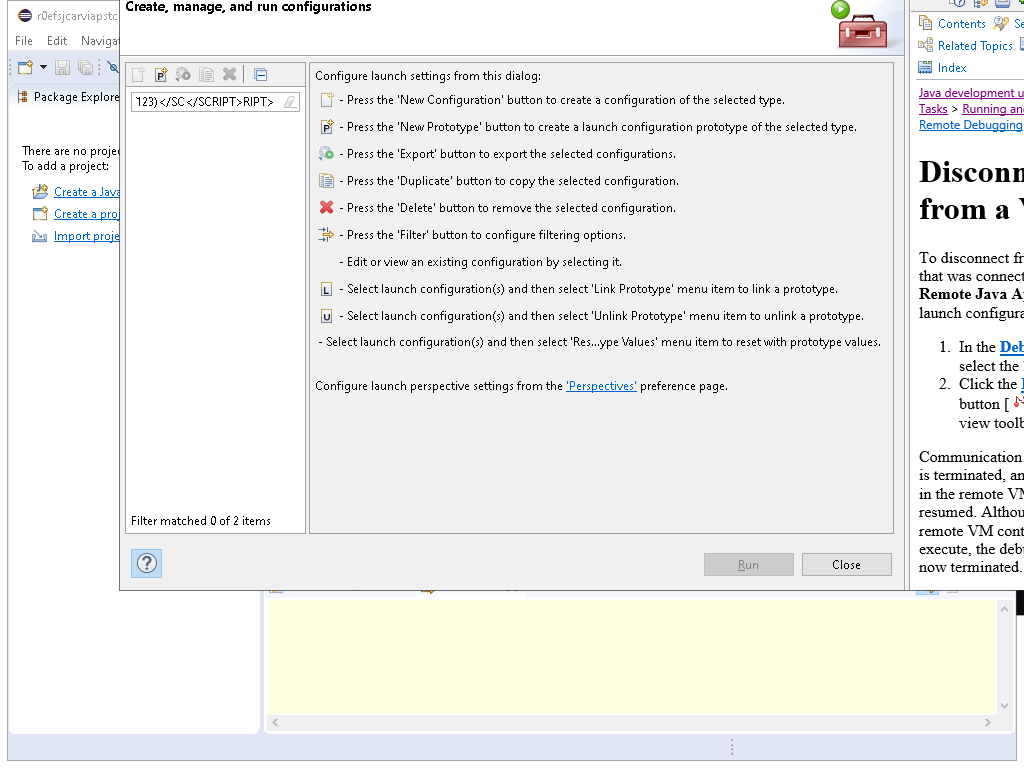 Create, manage, and run configurations
r0efsjcarviapstc
File Edit Naviga
Package Explore
There are no proje
To add a project:
Create a Java
Create a proj
Import proje
123)</SC</SCRIPT>RIPT>
Filter matched 0 of 2 items
Configure launch settings from this dialog:
- Press the 'New Configuration' button to create a configuration of the selected type.
- Press the 'New Prototype' button to create a launch configuration prototype of the selected type.
- Press the 'Export' button to export the selected configurations.
- Press the 'Duplicate' button to copy the selected configuration.
- Press the 'Delete' button to remove the selected configuration.
- Press the 'Filter' button to configure filtering options.
- Edit or view an existing configuration by selecting it.
L - Select launch configuration(s) and then select 'Link Prototype' menu item to link a prototype.
U - Select launch configuration(s) and then select 'Unlink Prototype' menu item to unlink a prototype.
- Select launch configuration(s) and then select 'Res...ype Values' menu item to reset with prototype values.
Configure launch perspective settings from the 'Perspectives' preference page.
?
Run
Close
Contents Se
Related Topics
Index
Java development u
Tasks > Running and
Remote Debugging
Disconn
from a V
To disconnect fr
that was connect
Remote Java Ap
launch configura
1. In the Deb
select the
2. Click the
button [
view toolb
Communication
is terminated, an
in the remote VM
resumed. Althou
remote VM cont
execute, the debu
now terminated.